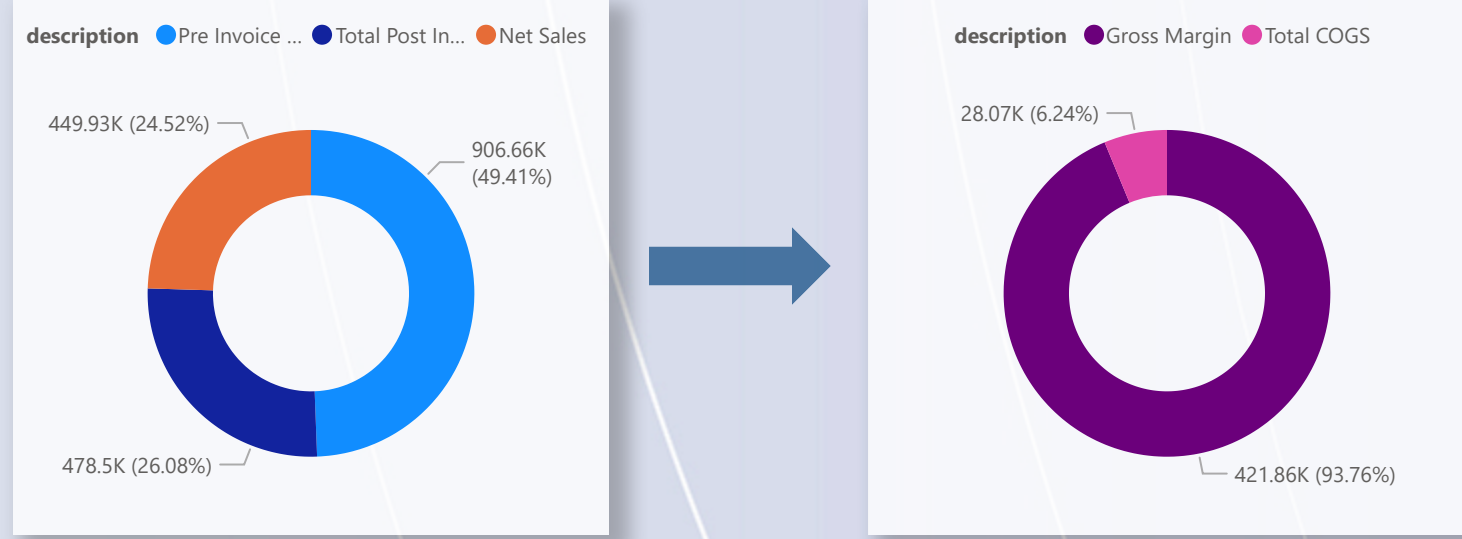 description Pre Invoice ... Total Post In... Net Sales
449.93K (24.52%)
906.66K
(49.41%)
478.5K (26.08%)
description Gross Margin Total COGS
28.07K (6.24%)
421.86K (93.76%)